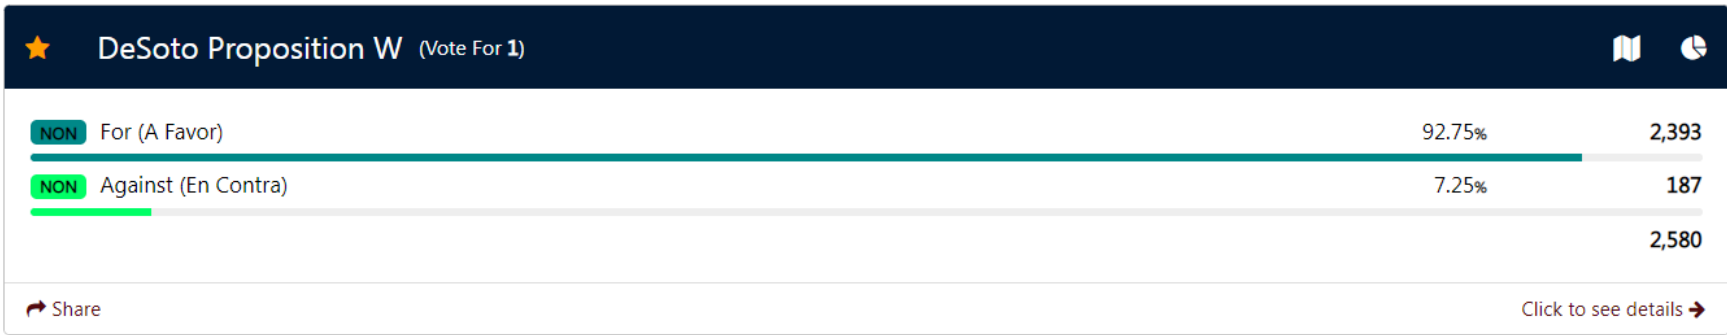 DeSoto Proposition W (Vote For 1)
NON For (A Favor) 92.75% 2,393
NON Against (En Contra) 7.25% 187
2,580
Share Click to see details